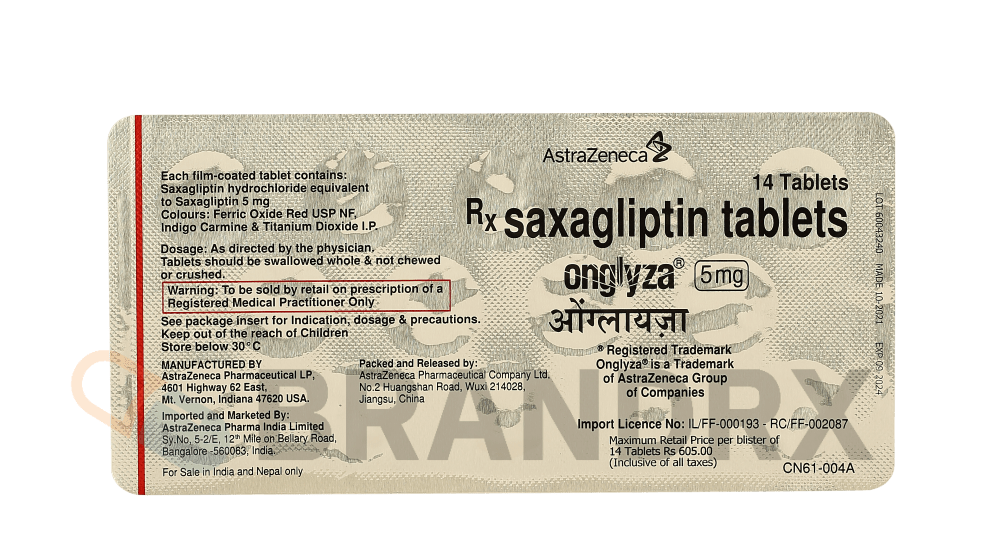 AstraZeneca
14 Tablets
Rx saxagliptin tablets
onglyza® 5 mg
ओंग्लायज़ा
® Registered Trademark
Onglyza® is a Trademark
of AstraZeneca Group
of Companies
Import Licence No: IL/FF-000193 - RC/FF-002087
Maximum Retail Price per blister of
14 Tablets Rs 605.00
(Inclusive of all taxes)
CN61-004A
Each film-coated tablet contains:
Saxagliptin hydrochloride equivalent
to Saxagliptin 5 mg
Colours: Ferric Oxide Red USP NF,
Indigo Carmine & Titanium Dioxide I.P.
Dosage: As directed by the physician.
Tablets should be swallowed whole & not chewed
or crushed.
Warning: To be sold by retail on prescription of a
Registered Medical Practitioner Only
See package insert for Indication, dosage & precautions.
Keep out of the reach of Children
Store below 30°C
MANUFACTURED BY
AstraZeneca Pharmaceutical LP,
4601 Highway 62 East,
Mt. Vernon, Indiana 47620 USA.
Packed and Released by:
AstraZeneca Pharmaceutical Company Ltd.
No.2 Huangshan Road, Wuxi 214028,
Jiangsu, China
Imported and Marketed By:
AstraZeneca Pharma India Limited
Sy.No, 5-2/E, 12th Mile on Bellary Road,
Bangalore -560063, India.
For Sale in India and Nepal only
LOT 60043240 MADE 10-2021 EXP 09-2024
BRANDRX